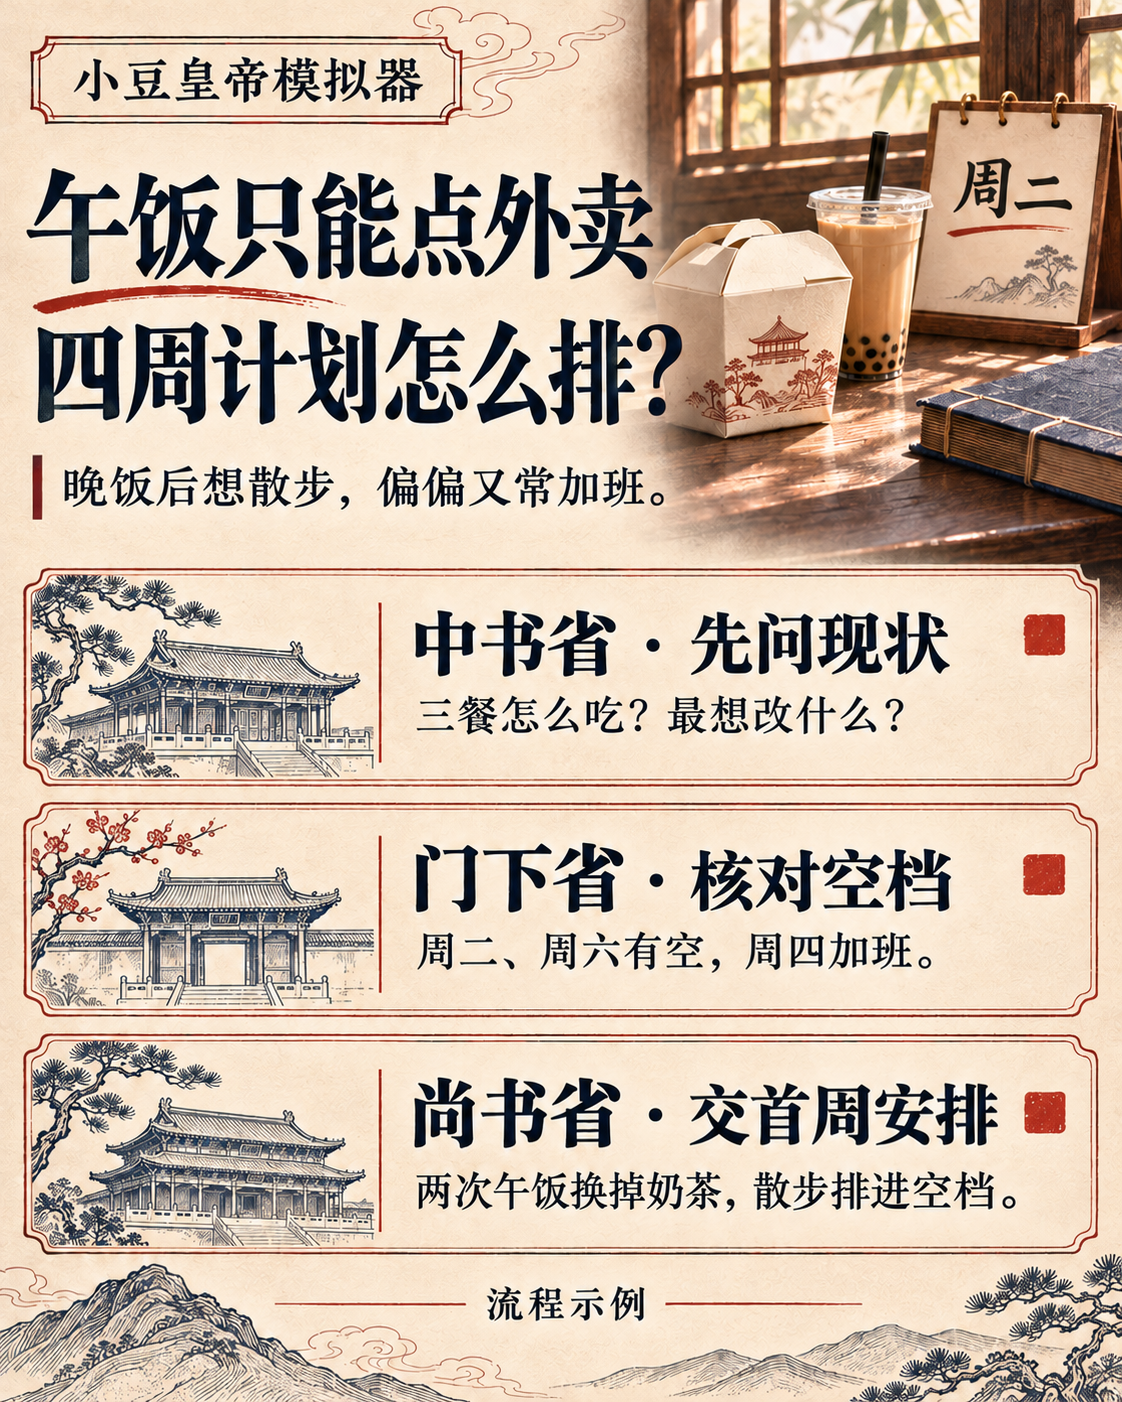 小豆皇帝模拟器
午饭只能点外卖
四周计划怎么排？
晚饭后想散步，偏偏又常加班。
周二
中书省·先问现状
三餐怎么吃？最想改什么？
门下省·核对空档
周二、周六有空，周四加班。
尚书省·交首周安排
两次午饭换掉奶茶，散步排进空档。
流程示例